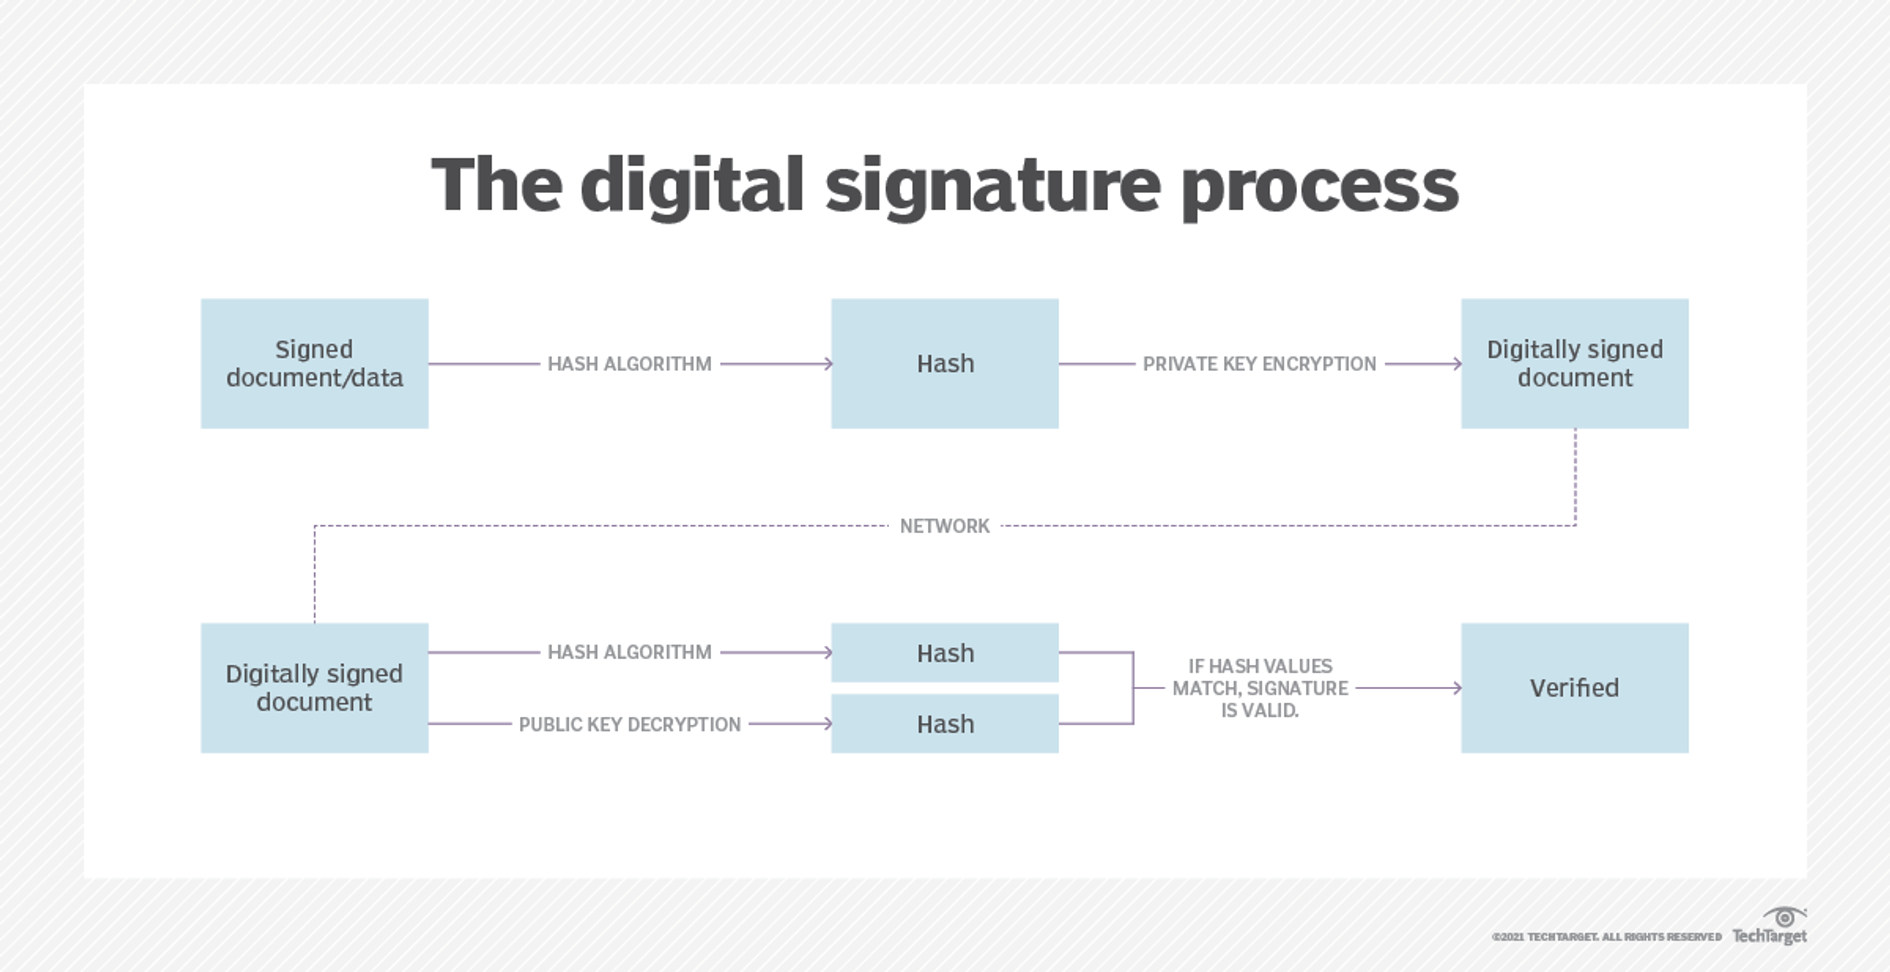 The digital signature process
Signed
document/data
HASH ALGORITHM
Hash
PRIVATE KEY ENCRYPTION
Digitally signed
document
NETWORK
Digitally signed
document
HASH ALGORITHM
Hash
PUBLIC KEY DECRYPTION
Hash
IF HASH VALUES
MATCH, SIGNATURE
IS VALID.
Verified
©2021 TECHTARGET. ALL RIGHTS RESERVED TechTarget